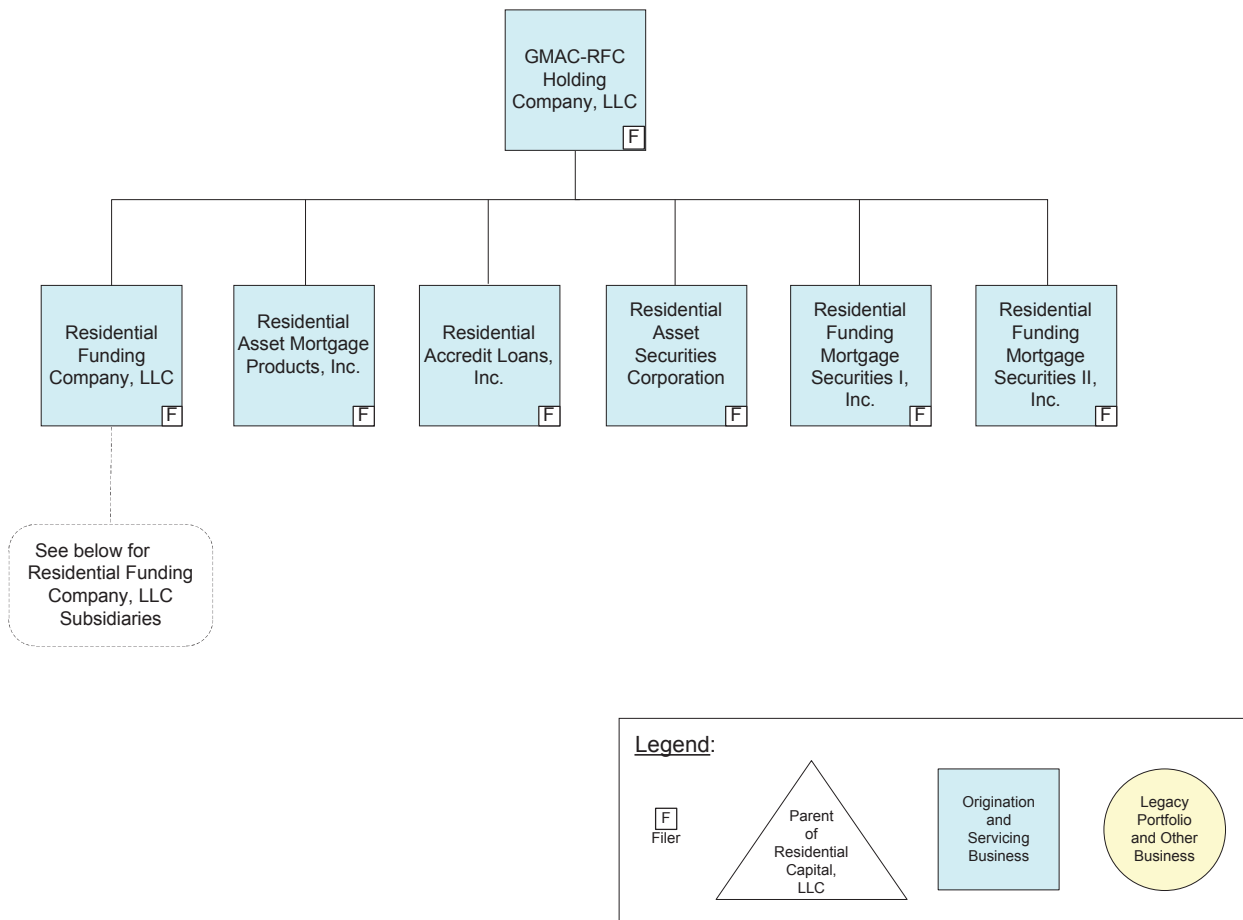 GMAC-RFC
Holding
Company, LLC
F
Residential
Funding
Company, LLC
F
Residential
Asset Mortgage
Products, Inc.
F
Residential
Accredit Loans,
Inc.
F
Residential
Asset
Securities
Corporation
F
Residential
Funding
Mortgage
Securities I,
Inc.
F
Residential
Funding
Mortgage
Securities II,
Inc.
F
See below for
Residential Funding
Company, LLC
Subsidiaries
Legend:
F
Filer
Parent
of
Residential
Capital,
LLC
Origination
and
Servicing
Business
Legacy
Portfolio
and Other
Business